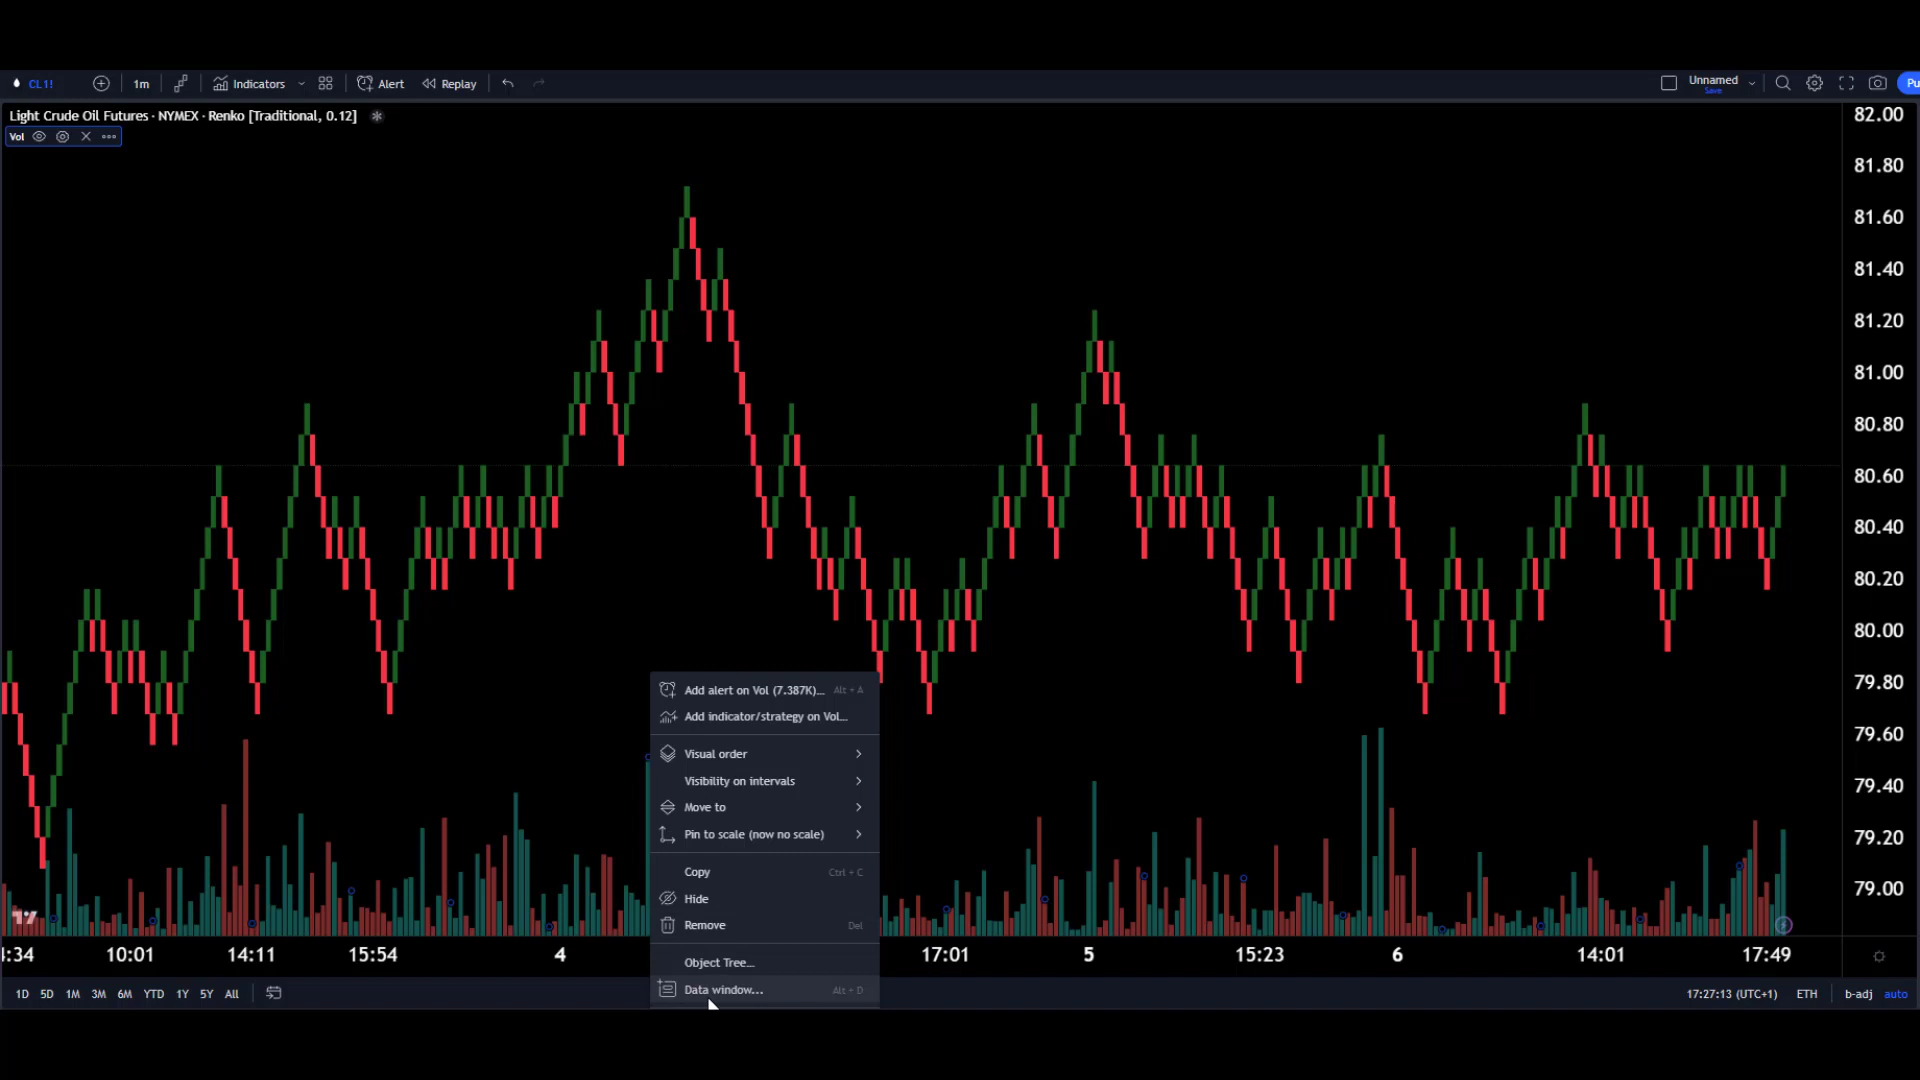 CL1!
1m
Indicators
Alert
Replay
Unnamed
Save
Pu
Light Crude Oil Futures · NYMEX · Renko [Traditional, 0.12]
Vol
82.00
81.80
81.60
81.40
81.20
81.00
80.80
80.60
80.40
80.20
80.00
79.80
79.60
79.40
79.20
79.00
Add alert on Vol (7.387K)... Alt + A
Add indicator/strategy on Vol...
Visual order
Visibility on intervals
Move to
Pin to scale (now no scale)
Copy Ctrl + C
Hide
Remove Del
Object Tree...
Data window... Alt + D
:34 10:01 14:11 15:54 4 17:01 5 15:23 6 14:01 17:49
1D 5D 1M 3M 6M YTD 1Y 5Y All
17:27:13 (UTC+1) ETH b-adj auto